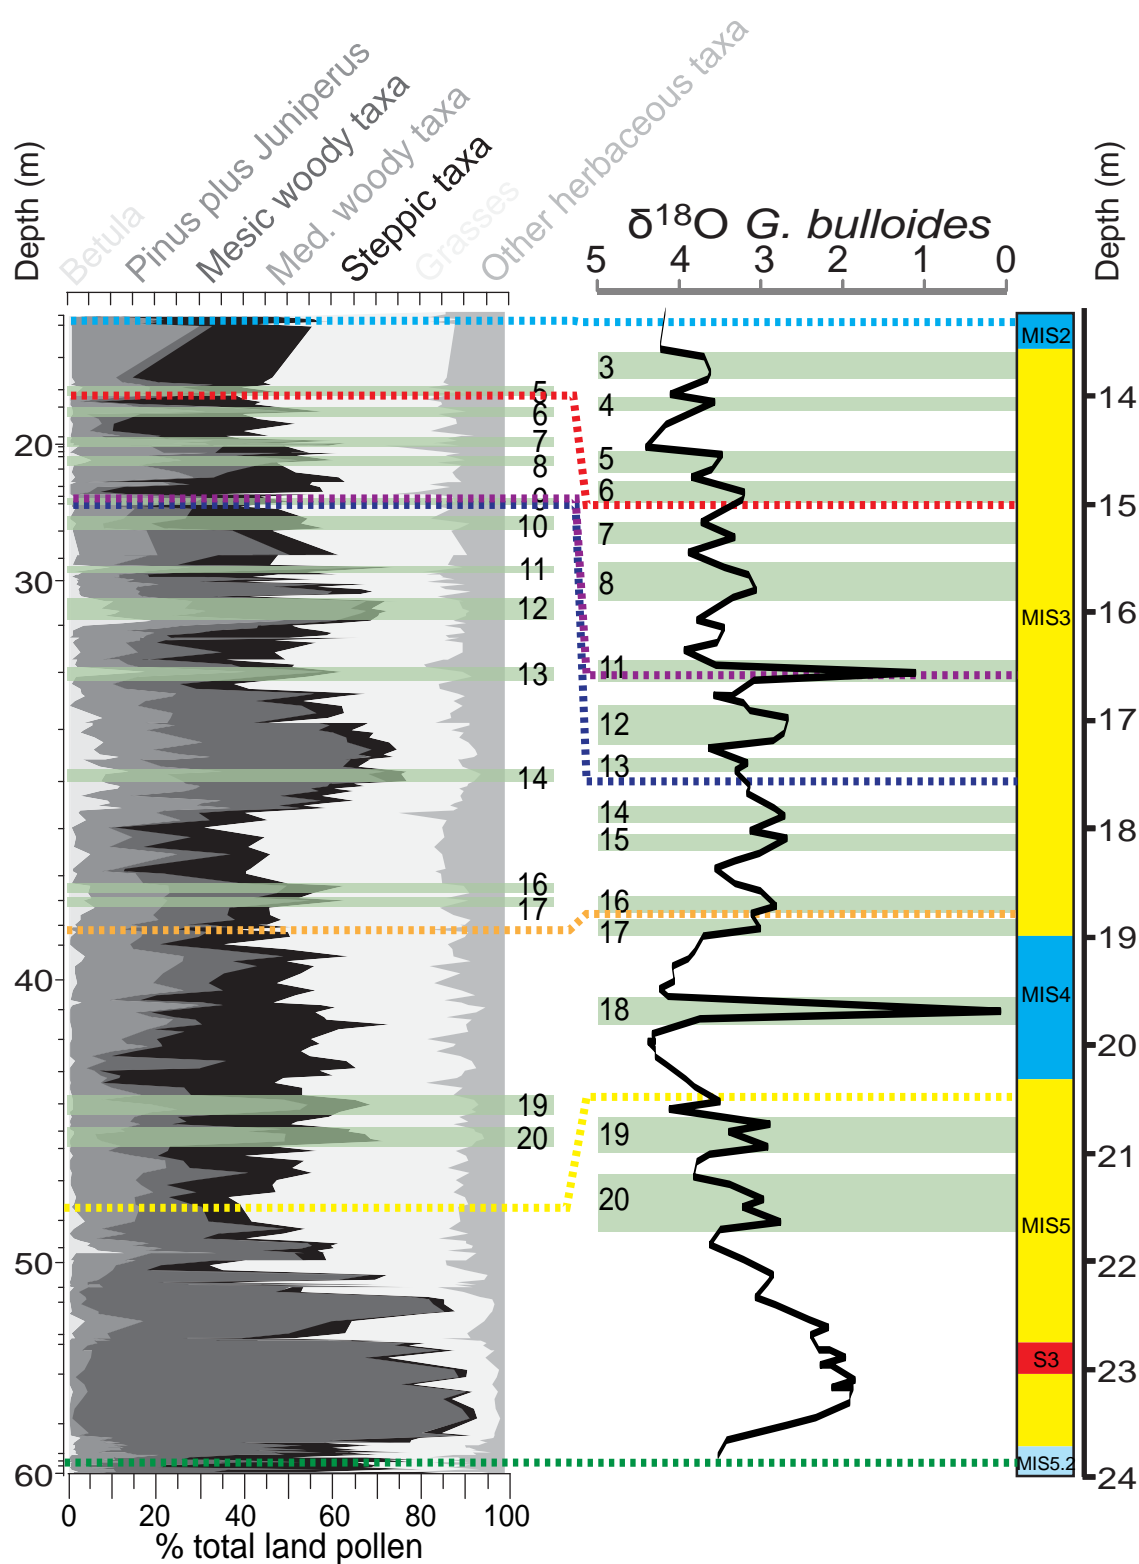 Depth (m)
Betula
Pinus plus Juniperus
Mesic woody taxa
Med. woody taxa
Steppic taxa
Grasses
Other herbaceous taxa
δ18O G. bulloides
5 4 3 2 1 0
Depth (m)
20
30
40
50
60
5
6
7
8
9
10
11
12
13
14
16
17
19
20
3
4
5
6
7
8
11
12
13
14
15
16
17
18
19
20
MIS2
MIS3
MIS4
MIS5
S3
MIS5.2
14
15
16
17
18
19
20
21
22
23
24
0 20 40 60 80 100
% total land pollen